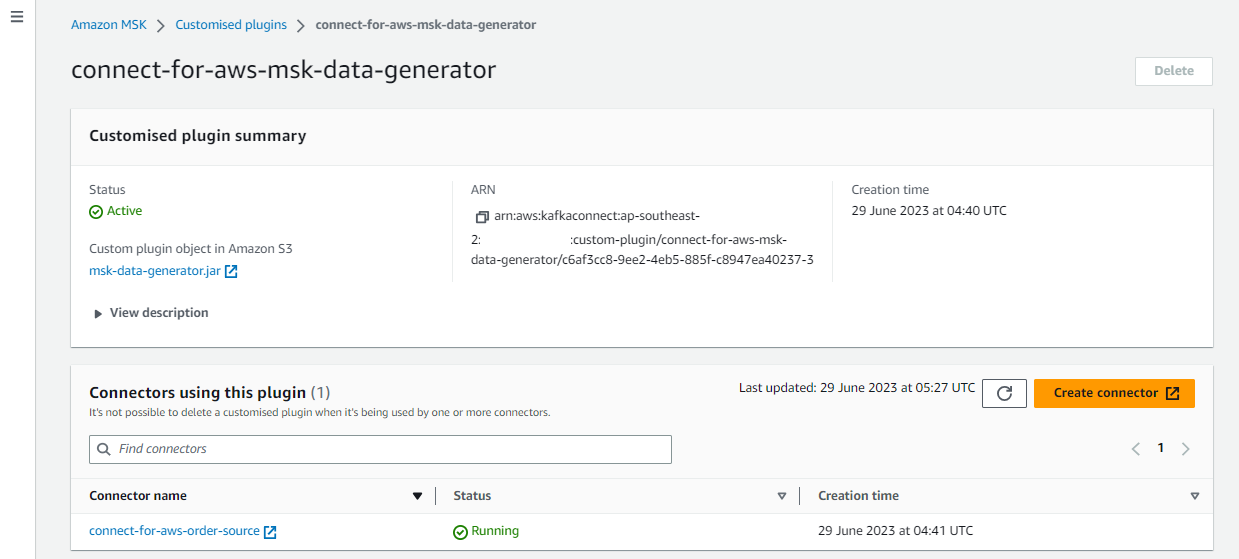 Amazon MSK > Customised plugins > connect-for-aws-msk-data-generator
connect-for-aws-msk-data-generator
Delete
Customised plugin summary
Status
Active
Custom plugin object in Amazon S3
msk-data-generator.jar
View description
ARN
arn:aws:kafkaconnect:ap-southeast-
2: :custom-plugin/connect-for-aws-msk-
data-generator/c6af3cc8-9ee2-4eb5-885f-c8947ea40237-3
Creation time
29 June 2023 at 04:40 UTC
Connectors using this plugin (1)
It's not possible to delete a customised plugin when it's being used by one or more connectors.
Last updated: 29 June 2023 at 05:27 UTC
Create connector
Find connectors
1
Connector name Status Creation time
connect-for-aws-order-source Running 29 June 2023 at 04:41 UTC